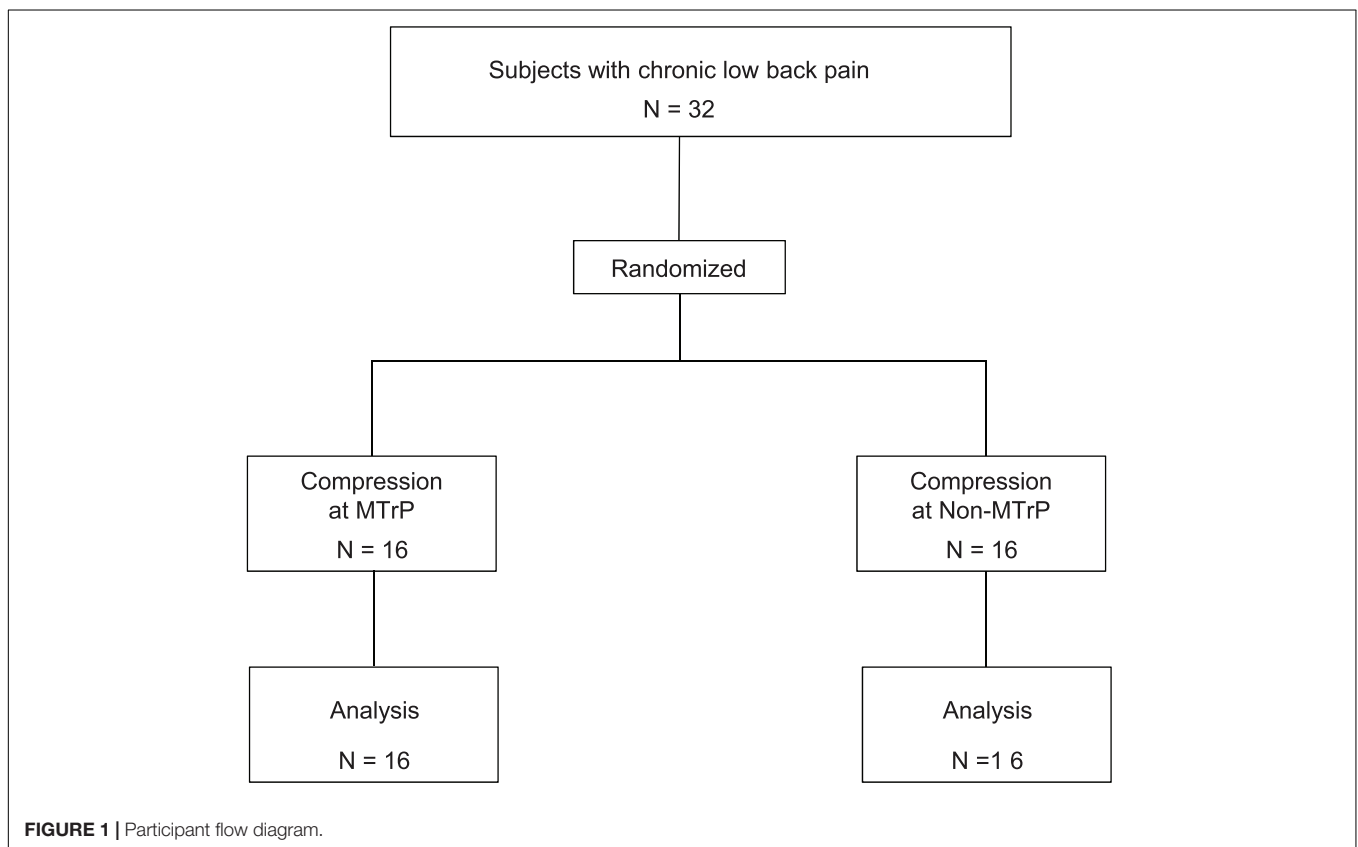 Subjects with chronic low back pain
N = 32
Randomized
Compression
at MTrP
N = 16
Compression
at Non-MTrP
N = 16
Analysis
N = 16
Analysis
N =1 6
FIGURE 1 | Participant flow diagram.